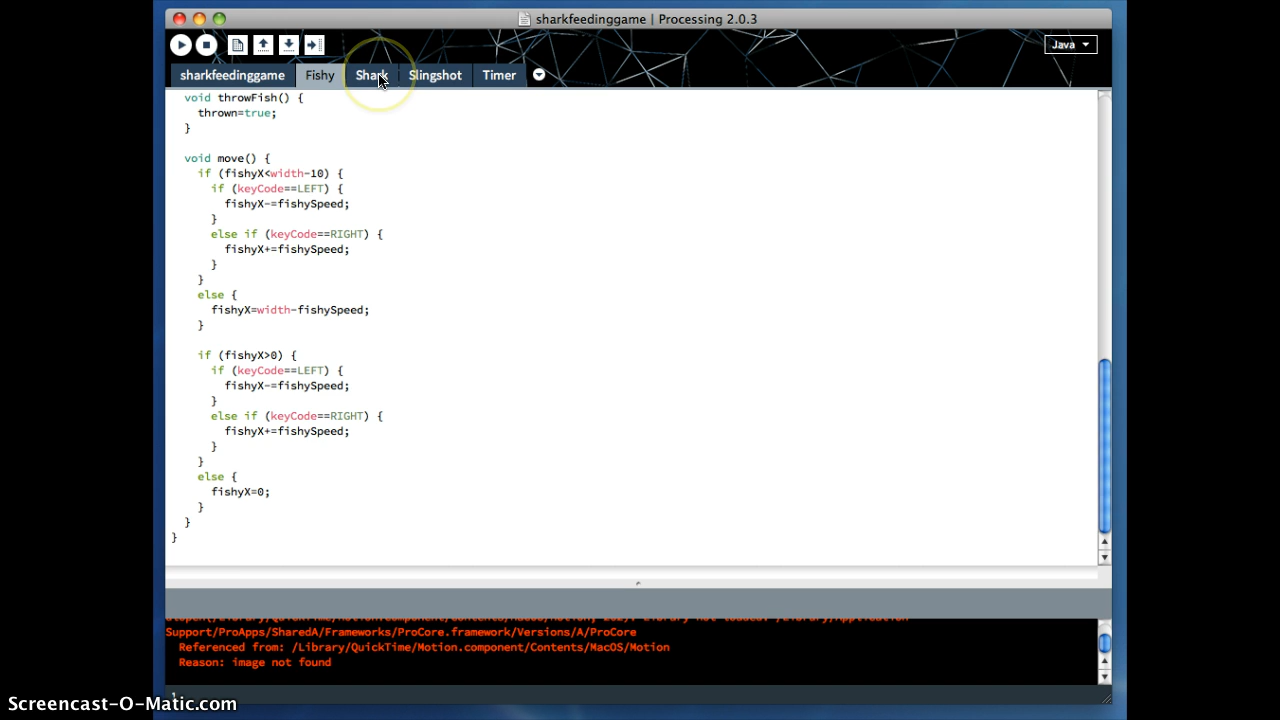 sharkfeedinggame | Processing 2.0.3
Java
sharkfeedinggame Fishy Shark Slingshot Timer
void throwFish() {
thrown=true;
}
void move() {
if (fishyX<width-10) {
if (keyCode==LEFT) {
fishyX-=fishySpeed;
}
else if (keyCode==RIGHT) {
fishyX+=fishySpeed;
}
}
else {
fishyX=width-fishySpeed;
}
if (fishyX>0) {
if (keyCode==LEFT) {
fishyX-=fishySpeed;
}
else if (keyCode==RIGHT) {
fishyX+=fishySpeed;
}
}
else {
fishyX=0;
}
}
}
Support/ProApps/SharedA/Frameworks/ProCore.framework/Versions/A/ProCore
Referenced from: /Library/QuickTime/Motion.component/Contents/MacOS/Motion
Reason: image not found
Screencast-O-Matic.com